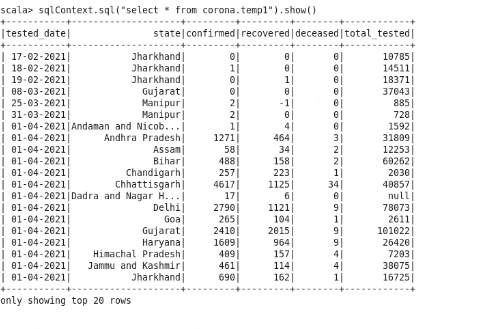 scala> sqlContext.sql("select * from corona.temp1").show()
+-----------+--------------------+---------+---------+--------+------------+
|tested_date|               state|confirmed|recovered|deceased|total_tested|
+-----------+--------------------+---------+---------+--------+------------+
| 17-02-2021|           Jharkhand|        0|        0|       0|       10785|
| 18-02-2021|           Jharkhand|        1|        0|       0|       14511|
| 19-02-2021|           Jharkhand|        0|        1|       0|       18371|
| 08-03-2021|             Gujarat|        0|        0|       0|       37043|
| 25-03-2021|             Manipur|        2|       -1|       0|         885|
| 31-03-2021|             Manipur|        2|        0|       0|         728|
| 01-04-2021|Andaman and Nicob...|        1|        4|       0|        1592|
| 01-04-2021|      Andhra Pradesh|     1271|      464|       3|       31809|
| 01-04-2021|               Assam|       58|       34|       2|       12253|
| 01-04-2021|               Bihar|      488|      158|       2|       60262|
| 01-04-2021|          Chandigarh|      257|      223|       1|        2030|
| 01-04-2021|        Chhattisgarh|     4617|     1125|      34|       40857|
| 01-04-2021|Dadra and Nagar H...|       17|        6|       0|        null|
| 01-04-2021|               Delhi|     2790|     1121|       9|       78073|
| 01-04-2021|                 Goa|      265|      104|       1|        2611|
| 01-04-2021|             Gujarat|     2410|     2015|       9|      101022|
| 01-04-2021|             Haryana|     1609|      964|       9|       26420|
| 01-04-2021|    Himachal Pradesh|      409|      157|       4|        7203|
| 01-04-2021|   Jammu and Kashmir|      461|      114|       4|       38075|
| 01-04-2021|           Jharkhand|      690|      162|       1|       16725|
+-----------+--------------------+---------+---------+--------+------------+
only showing top 20 rows